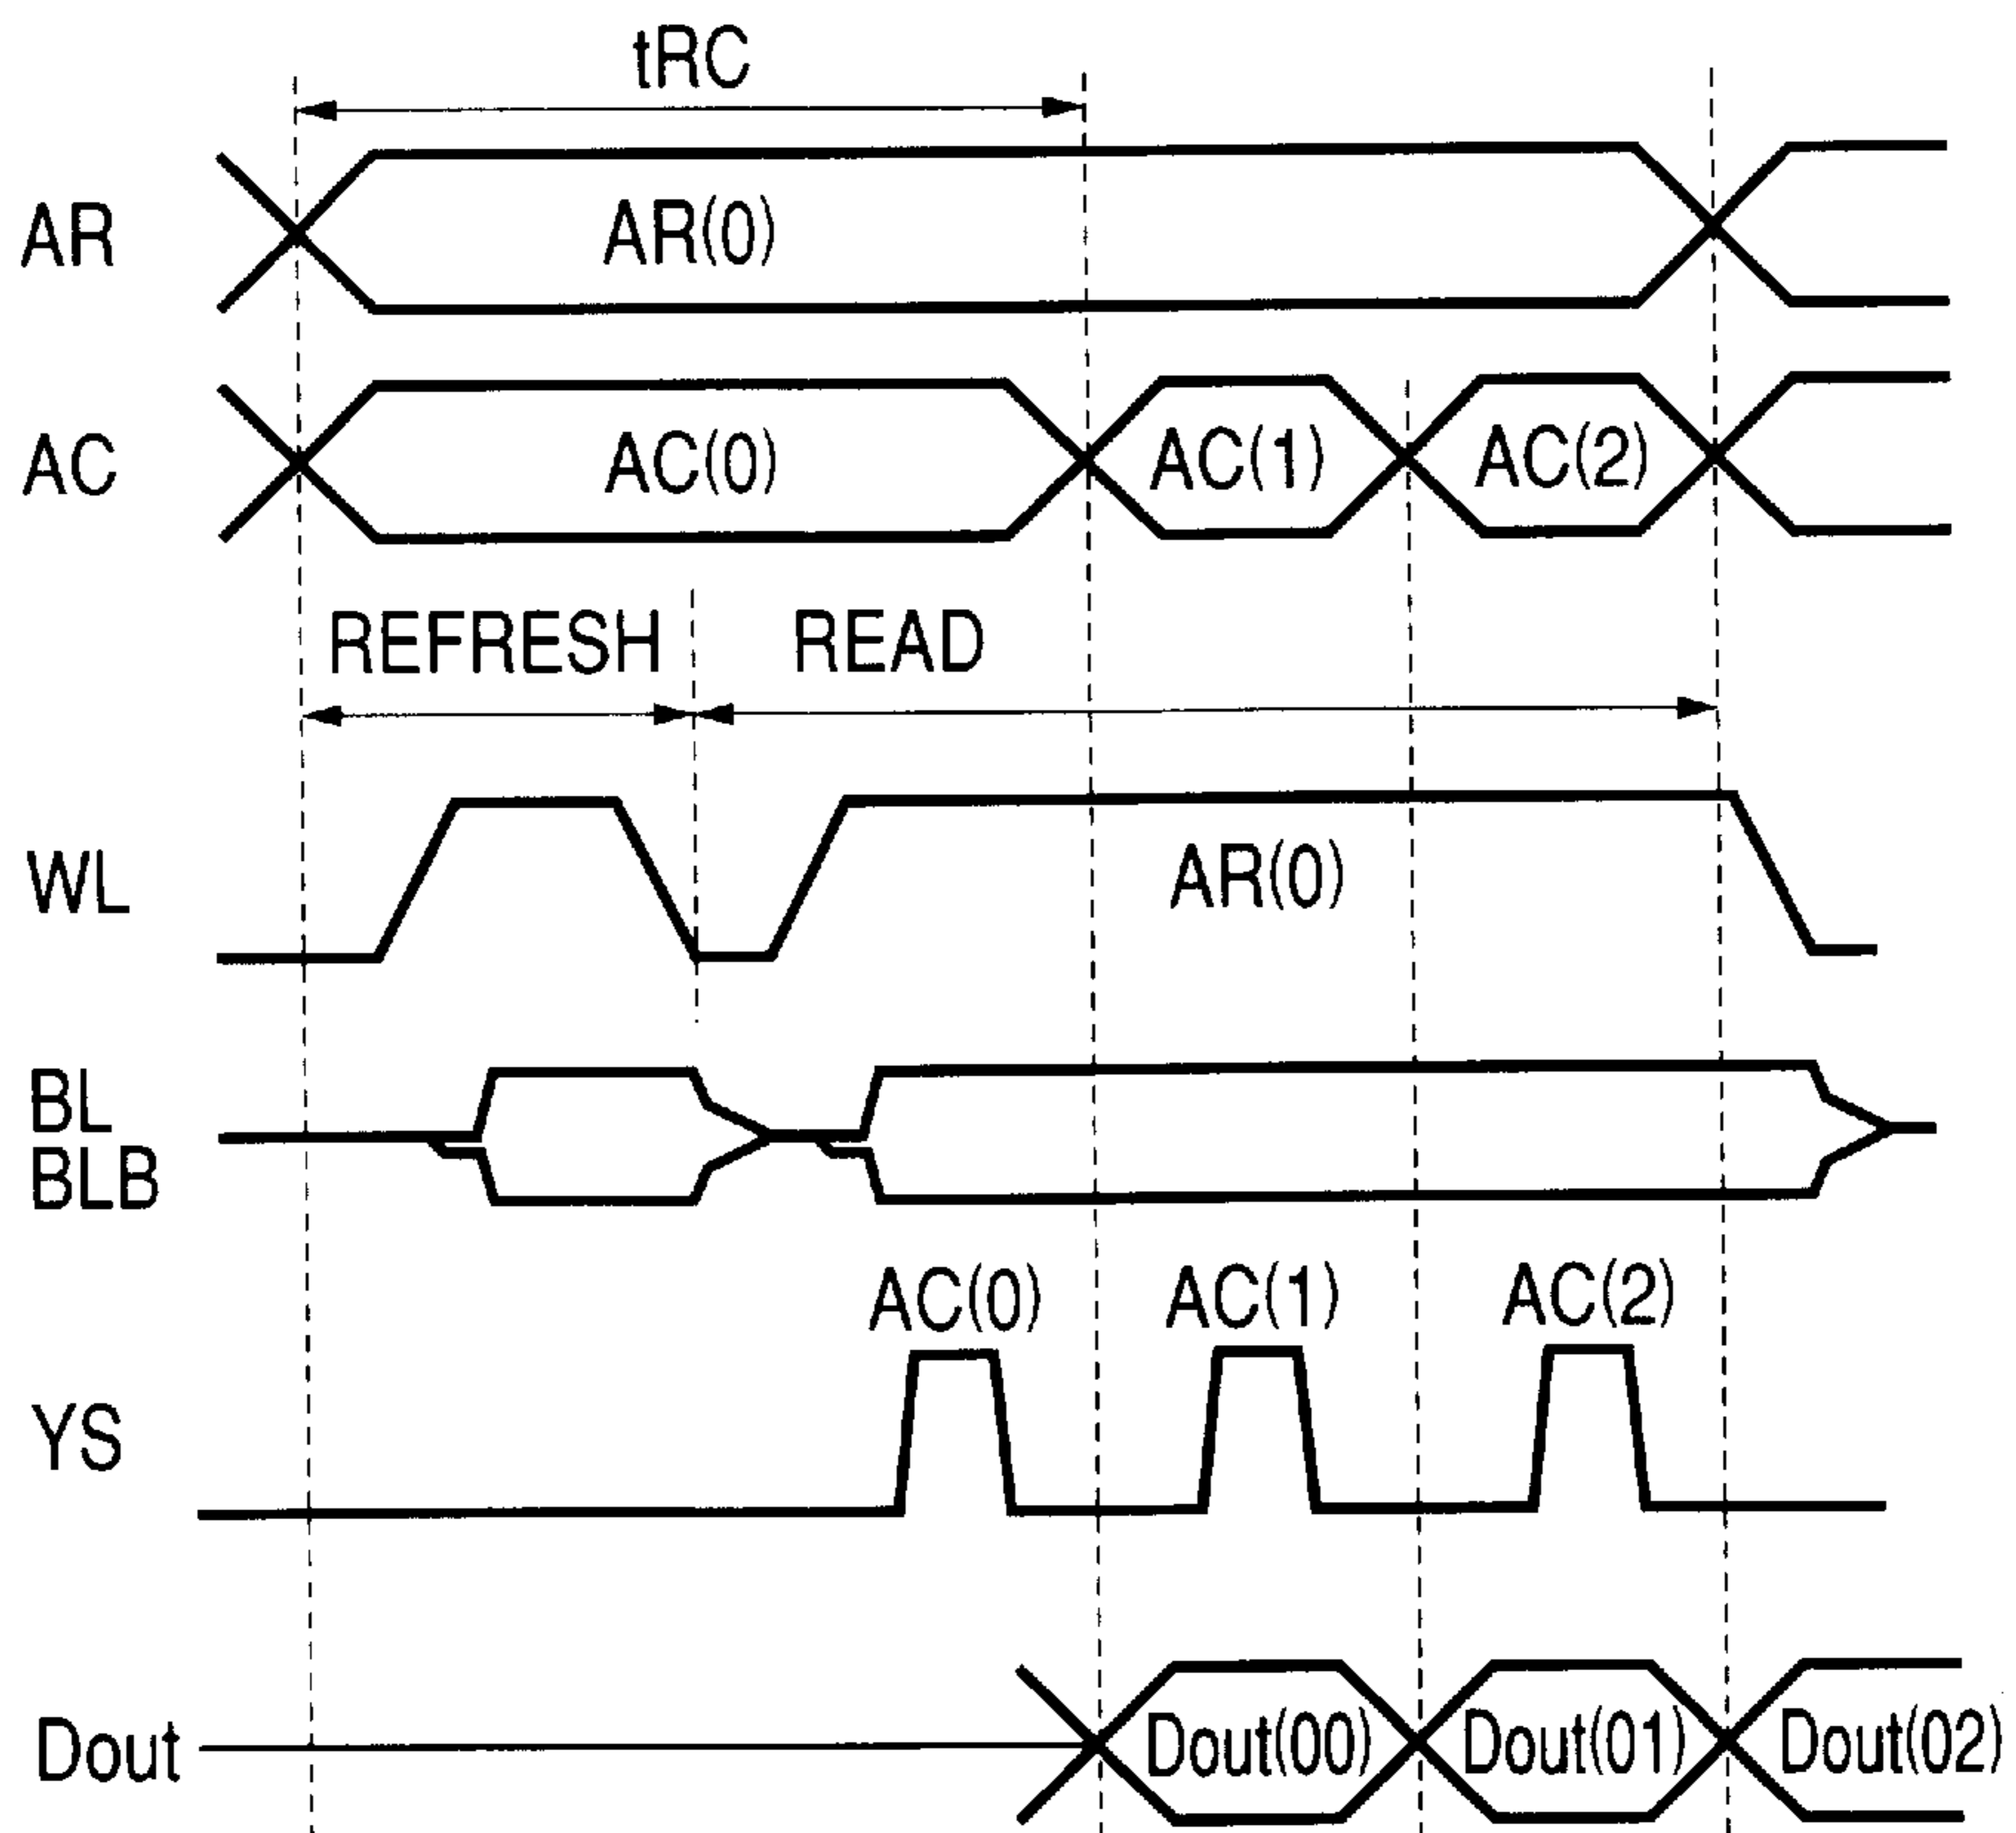 tRC
AR AR(0)
AC AC(0) AC(1) AC(2)
REFRESH READ
WL AR(0)
BL
BLB
AC(0) AC(1) AC(2)
YS
Dout Dout(00) Dout(01) Dout(02)